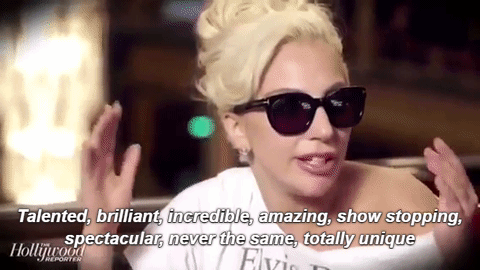 Talented, brilliant, incredible, amazing, show stopping,
spectacular, never the same, totally unique
THE
Hollywood
REPORTER
Elvis